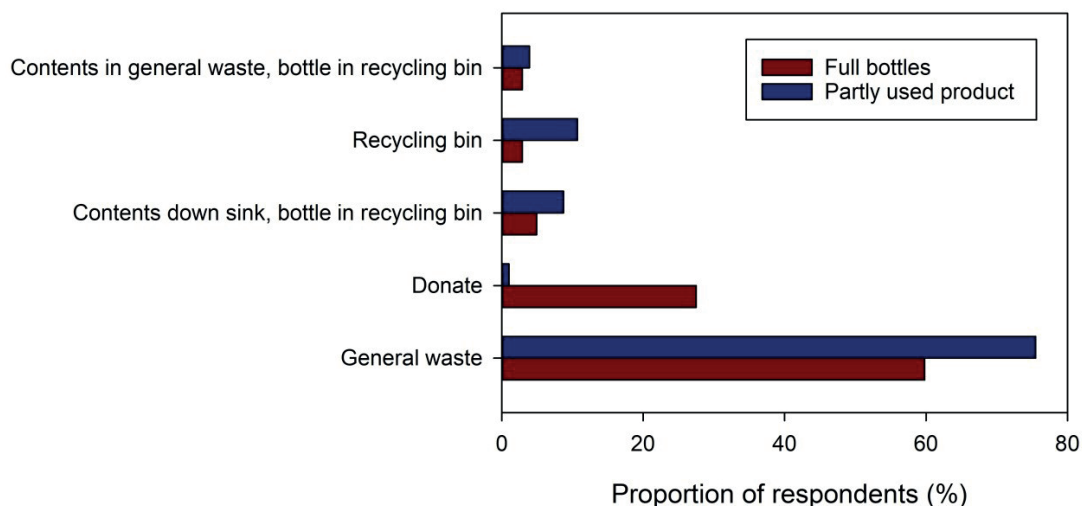 Contents in general waste, bottle in recycling bin
Recycling bin
Contents down sink, bottle in recycling bin
Donate
General waste
Full bottles
Partly used product
0 20 40 60 80
Proportion of respondents (%)